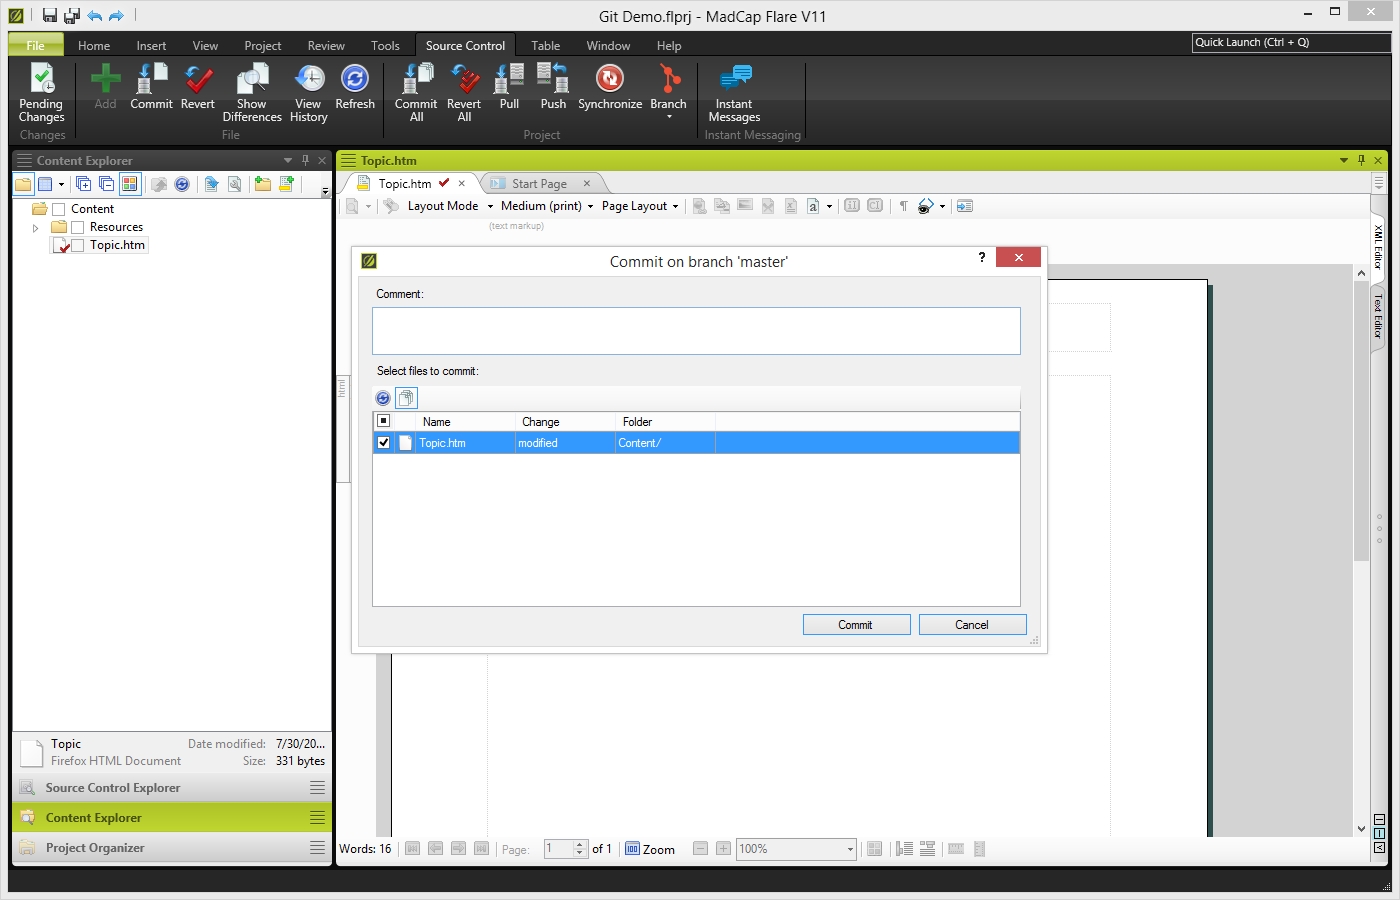 Git Demo.flprj - MadCap Flare V11
File Home Insert View Project Review Tools Source Control Table Window Help
Quick Launch (Ctrl + Q)
Pending Changes
Add
Commit
Revert
Show Differences
View History
Refresh
Commit All
Revert All
Pull
Push
Synchronize
Branch
Instant Messages
Changes
File
Project
Instant Messaging
Content Explorer
Content
Resources
Topic.htm
Topic
Date modified: 7/30/20...
Firefox HTML Document
Size: 331 bytes
Source Control Explorer
Content Explorer
Project Organizer
Topic.htm
Topic.htm
Start Page
Layout Mode
Medium (print)
Page Layout
(text markup)
html
Commit on branch 'master'
?
Comment:
Select files to commit:
Name Change Folder
Topic.htm modified Content/
Commit
Cancel
XML Editor
Text Editor
Words: 16
Page: 1 of 1
Zoom
100%